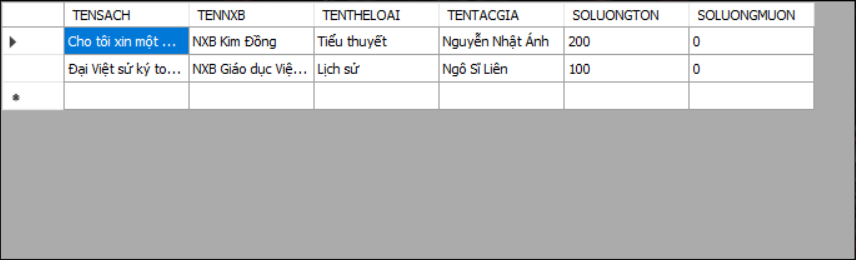 TENSACH TENNXB TENTHELOAI TENTACGIA SOLUONGTON SOLUONGMUON
Cho tôi xin một ... NXB Kim Đồng Tiểu thuyết Nguyễn Nhật Ánh 200 0
Đại Việt sử ký to... NXB Giáo dục Việ... Lịch sử Ngô Sĩ Liên 100 0